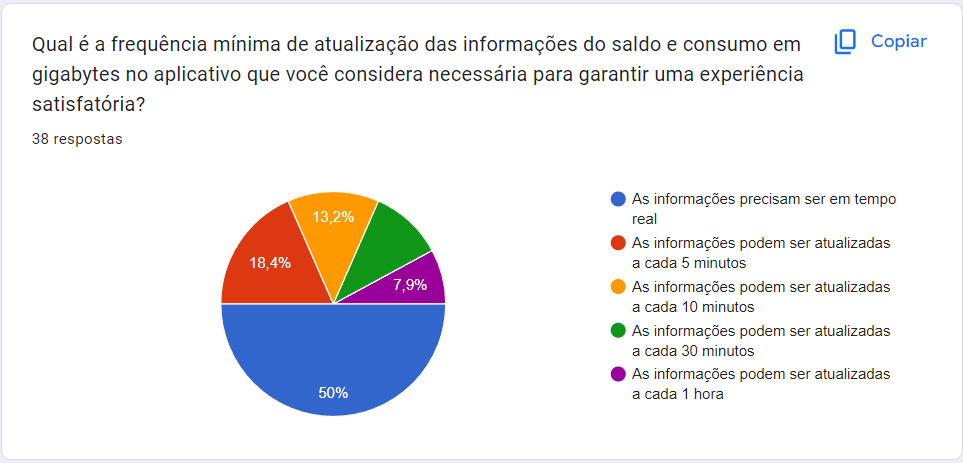 Qual é a frequência mínima de atualização das informações do saldo e consumo em
gigabytes no aplicativo que você considera necessária para garantir uma experiência
satisfatória?
Copiar
38 respostas
13,2%
18,4%
7,9%
50%
As informações precisam ser em tempo
real
As informações podem ser atualizadas
a cada 5 minutos
As informações podem ser atualizadas
a cada 10 minutos
As informações podem ser atualizadas
a cada 30 minutos
As informações podem ser atualizadas
a cada 1 hora